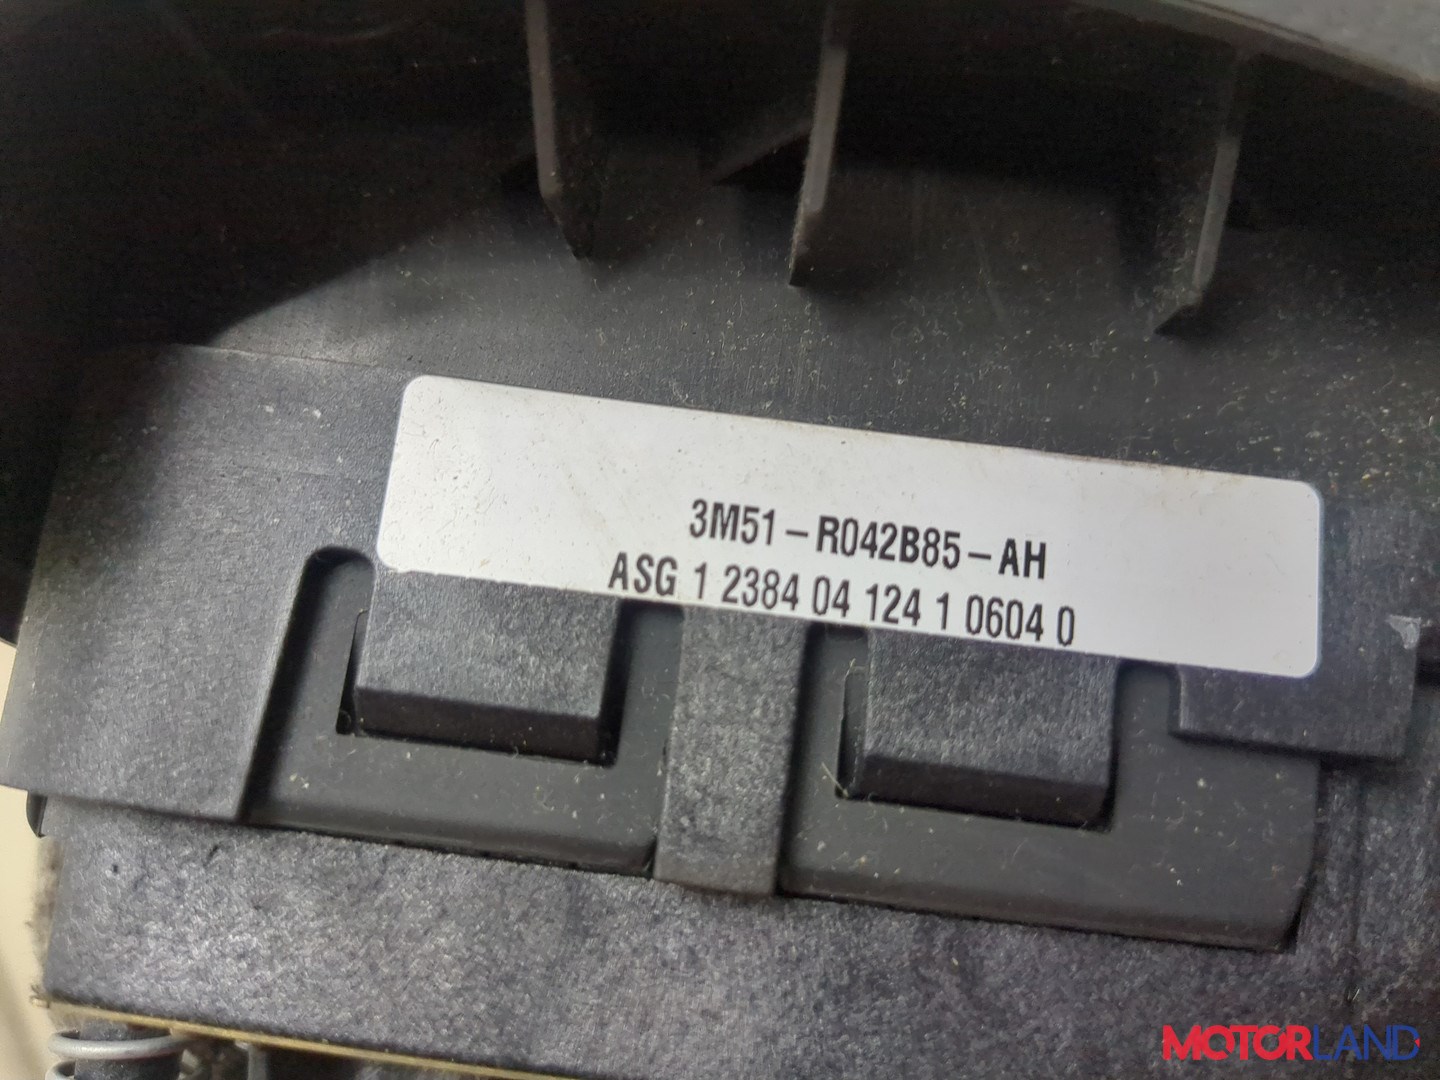 3M51-R042B85-AH
ASG 1 2384 04 124 1 0604 0
MOTORLAND